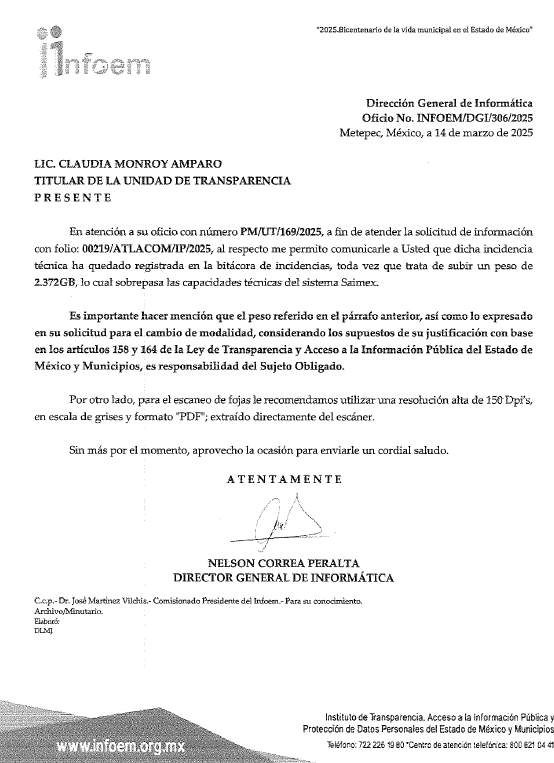 "2025.Bicentenario de la vida municipal en el Estado de México"
infoem
Dirección General de Informática
Oficio No. INFOEM/DGI/306/2025
Metepec, México, a 14 de marzo de 2025
LIC. CLAUDIA MONROY AMPARO
TITULAR DE LA UNIDAD DE TRANSPARENCIA
P R E S E N T E
En atención a su oficio con número PM/UT/169/2025, a fin de atender la solicitud de información
con folio: 00219/ATLACOM/IP/2025, al respecto me permito comunicarle a Usted que dicha incidencia
técnica ha quedado registrada en la bitácora de incidencias, toda vez que trata de subir un peso de
2.372GB, lo cual sobrepasa las capacidades técnicas del sistema Saimex.
Es importante hacer mención que el peso referido en el párrafo anterior, así como lo expresado
en su solicitud para el cambio de modalidad, considerando los supuestos de su justificación con base
en los artículos 158 y 164 de la Ley de Transparencia y Acceso a la Información Pública del Estado de
México y Municipios, es responsabilidad del Sujeto Obligado.
Por otro lado, para el escaneo de fojas le recomendamos utilizar una resolución alta de 150 Dpi's,
en escala de grises y formato "PDF"; extraído directamente del escáner.
Sin más por el momento, aprovecho la ocasión para enviarle un cordial saludo.
A T E N T A M E N T E
NELSON CORREA PERALTA
DIRECTOR GENERAL DE INFORMÁTICA
C.c.p.- Dr. José Martínez Vilchis.- Comisionado Presidente del Infoem.- Para su conocimiento.
Archivo/Minutario.
Elaboró:
DLMJ
Instituto de Transparencia, Acceso a la Información Pública y
Protección de Datos Personales del Estado de México y Municipios
www.infoem.org.mx
Teléfono: 722 226 19 80 *Centro de atención telefónica: 800 821 04 41